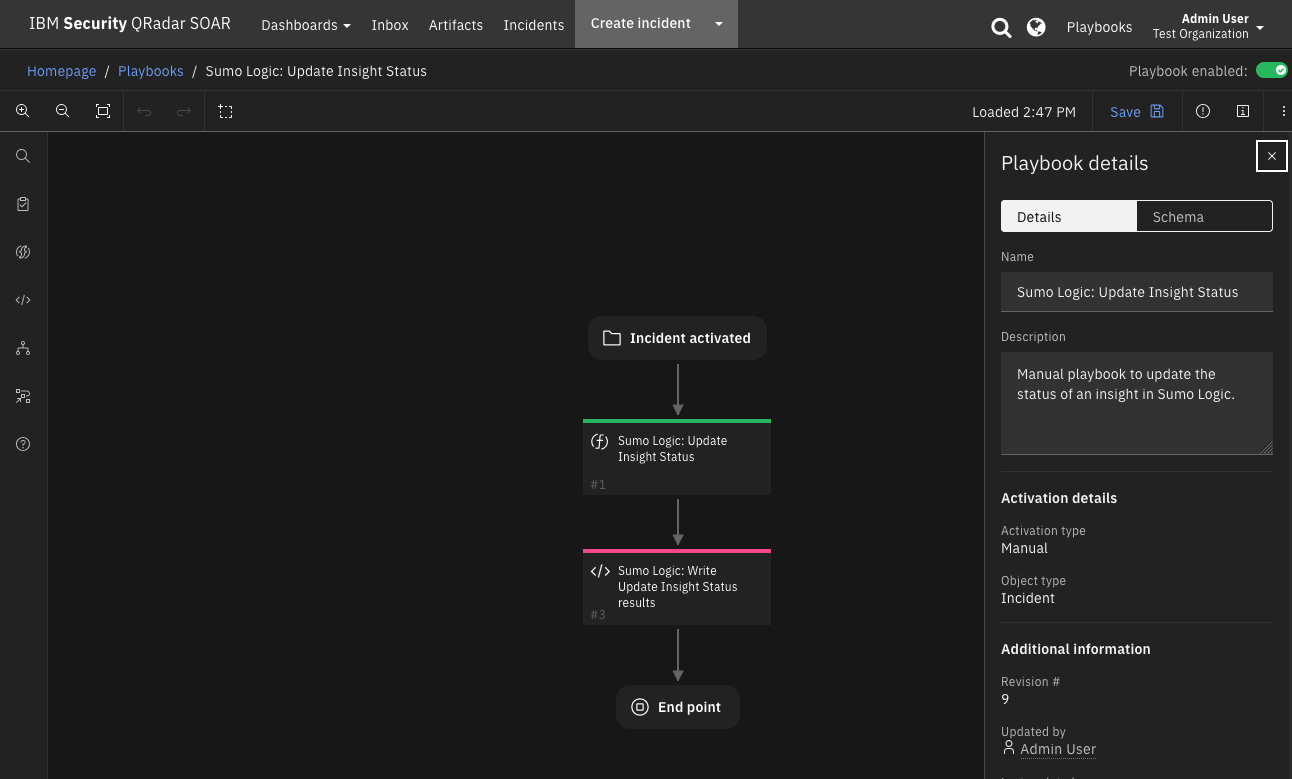 IBM Security QRadar SOAR
Dashboards
Inbox
Artifacts
Incidents
Create incident
Playbooks
Admin User
Test Organization
Homepage / Playbooks / Sumo Logic: Update Insight Status
Playbook enabled:
Loaded 2:47 PM
Save
Incident activated
Sumo Logic: Update
Insight Status
#1
Sumo Logic: Write
Update Insight Status
results
#3
End point
Playbook details
Details
Schema
Name
Sumo Logic: Update Insight Status
Description
Manual playbook to update the
status of an insight in Sumo Logic.
Activation details
Activation type
Manual
Object type
Incident
Additional information
Revision #
9
Updated by
Admin User